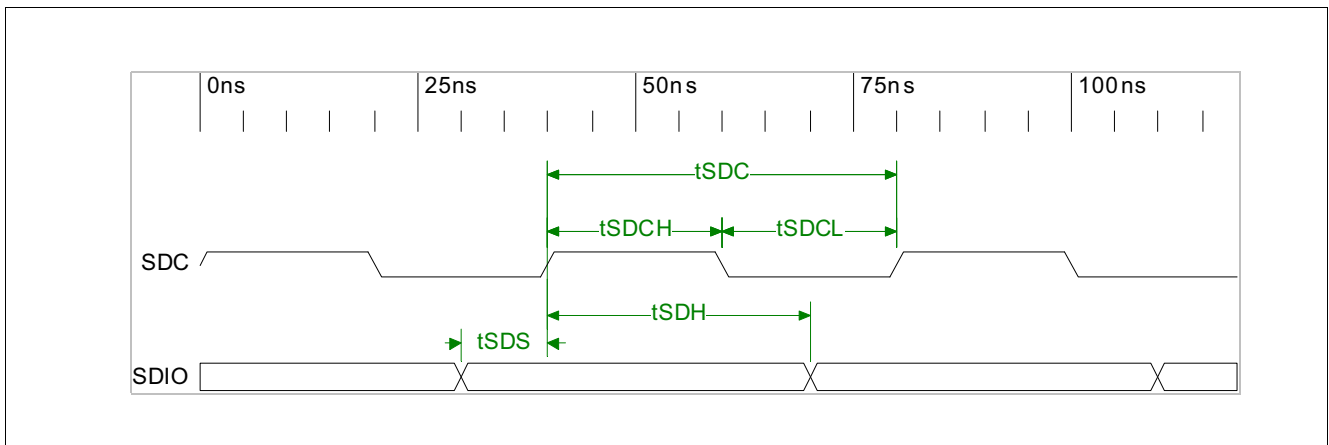 0ns 25ns 50ns 75ns 100ns
tSDC
tSDCH tSDCL
SDC
tSDH
tSDS
SDIO